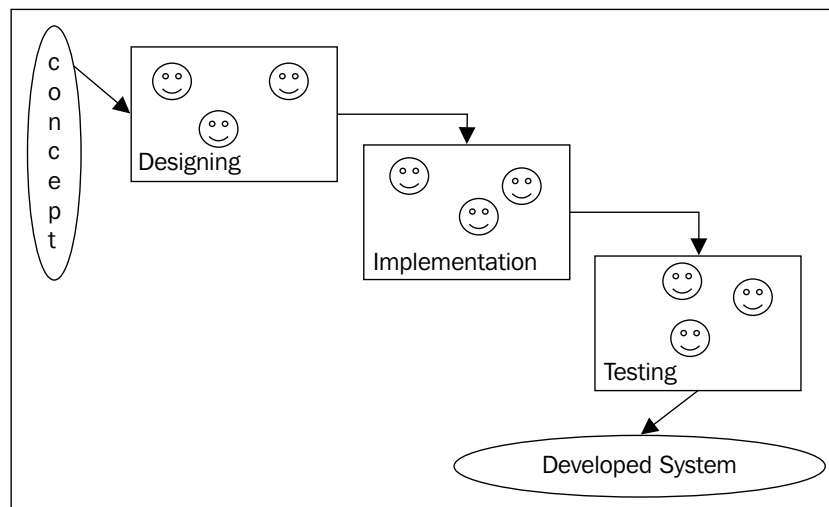 concept
Designing
Implementation
Testing
Developed System